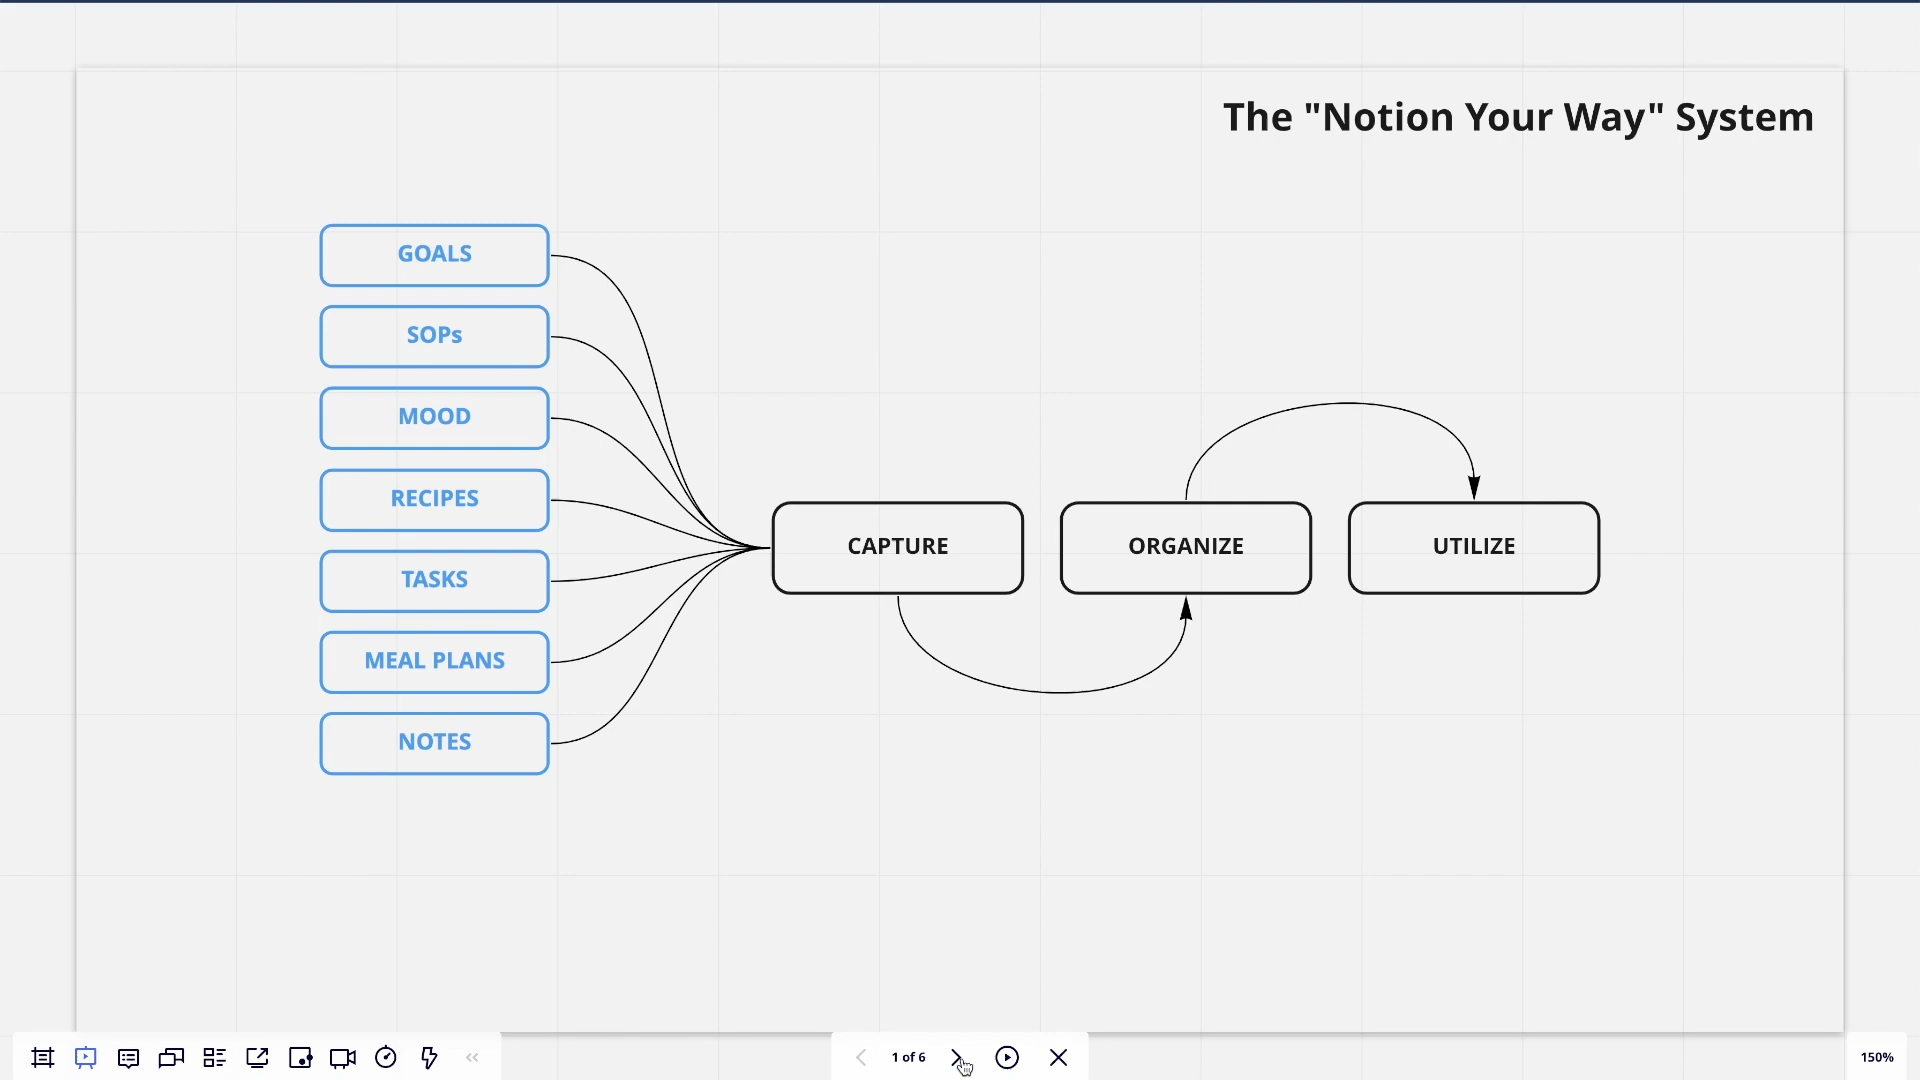 The "Notion Your Way" System
GOALS
SOPs
MOOD
RECIPES
TASKS
MEAL PLANS
NOTES
CAPTURE
ORGANIZE
UTILIZE
1 of 6
150%